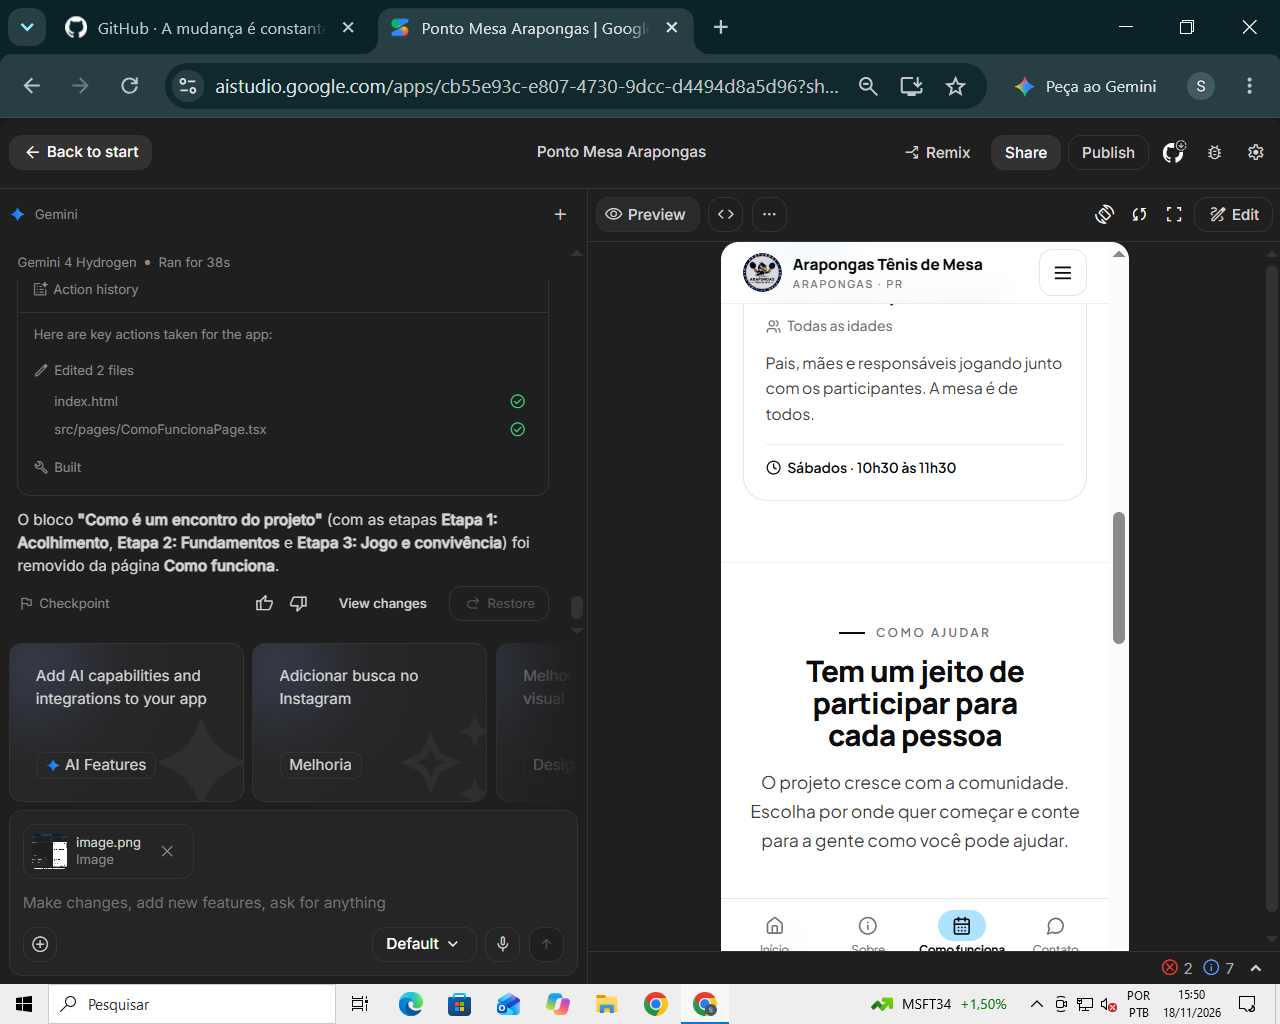 GitHub · A mudança é constante
Ponto Mesa Arapongas | Google
aistudio.google.com/apps/cb55e93c-e807-4730-9dcc-d4494d8a5d96?sh...
Peça ao Gemini
S
Back to start
Ponto Mesa Arapongas
Remix
Share
Publish
Gemini
Preview
Edit
Gemini 4 Hydrogen • Ran for 38s
Action history
Here are key actions taken for the app:
Edited 2 files
index.html
src/pages/ComoFuncionaPage.tsx
Built
O bloco "Como é um encontro do projeto" (com as etapas Etapa 1:
Acolhimento, Etapa 2: Fundamentos e Etapa 3: Jogo e convivência) foi
removido da página Como funciona.
Checkpoint
View changes
Restore
Add AI capabilities and
integrations to your app
AI Features
Adicionar busca no
Instagram
Melhoria
visual
image.png
Image
Make changes, add new features, ask for anything
Default
Arapongas Tênis de Mesa
ARAPONGAS · PR
Todas as idades
Pais, mães e responsáveis jogando junto
com os participantes. A mesa é de
todos.
Sábados · 10h30 às 11h30
COMO AJUDAR
Tem um jeito de
participar para
cada pessoa
O projeto cresce com a comunidade.
Escolha por onde quer começar e conte
para a gente como você pode ajudar.
Início
Sobre
Como funciona
Contato
2
7
Pesquisar
MSFT34 +1,50%
POR
PTB
15:50
18/11/2026